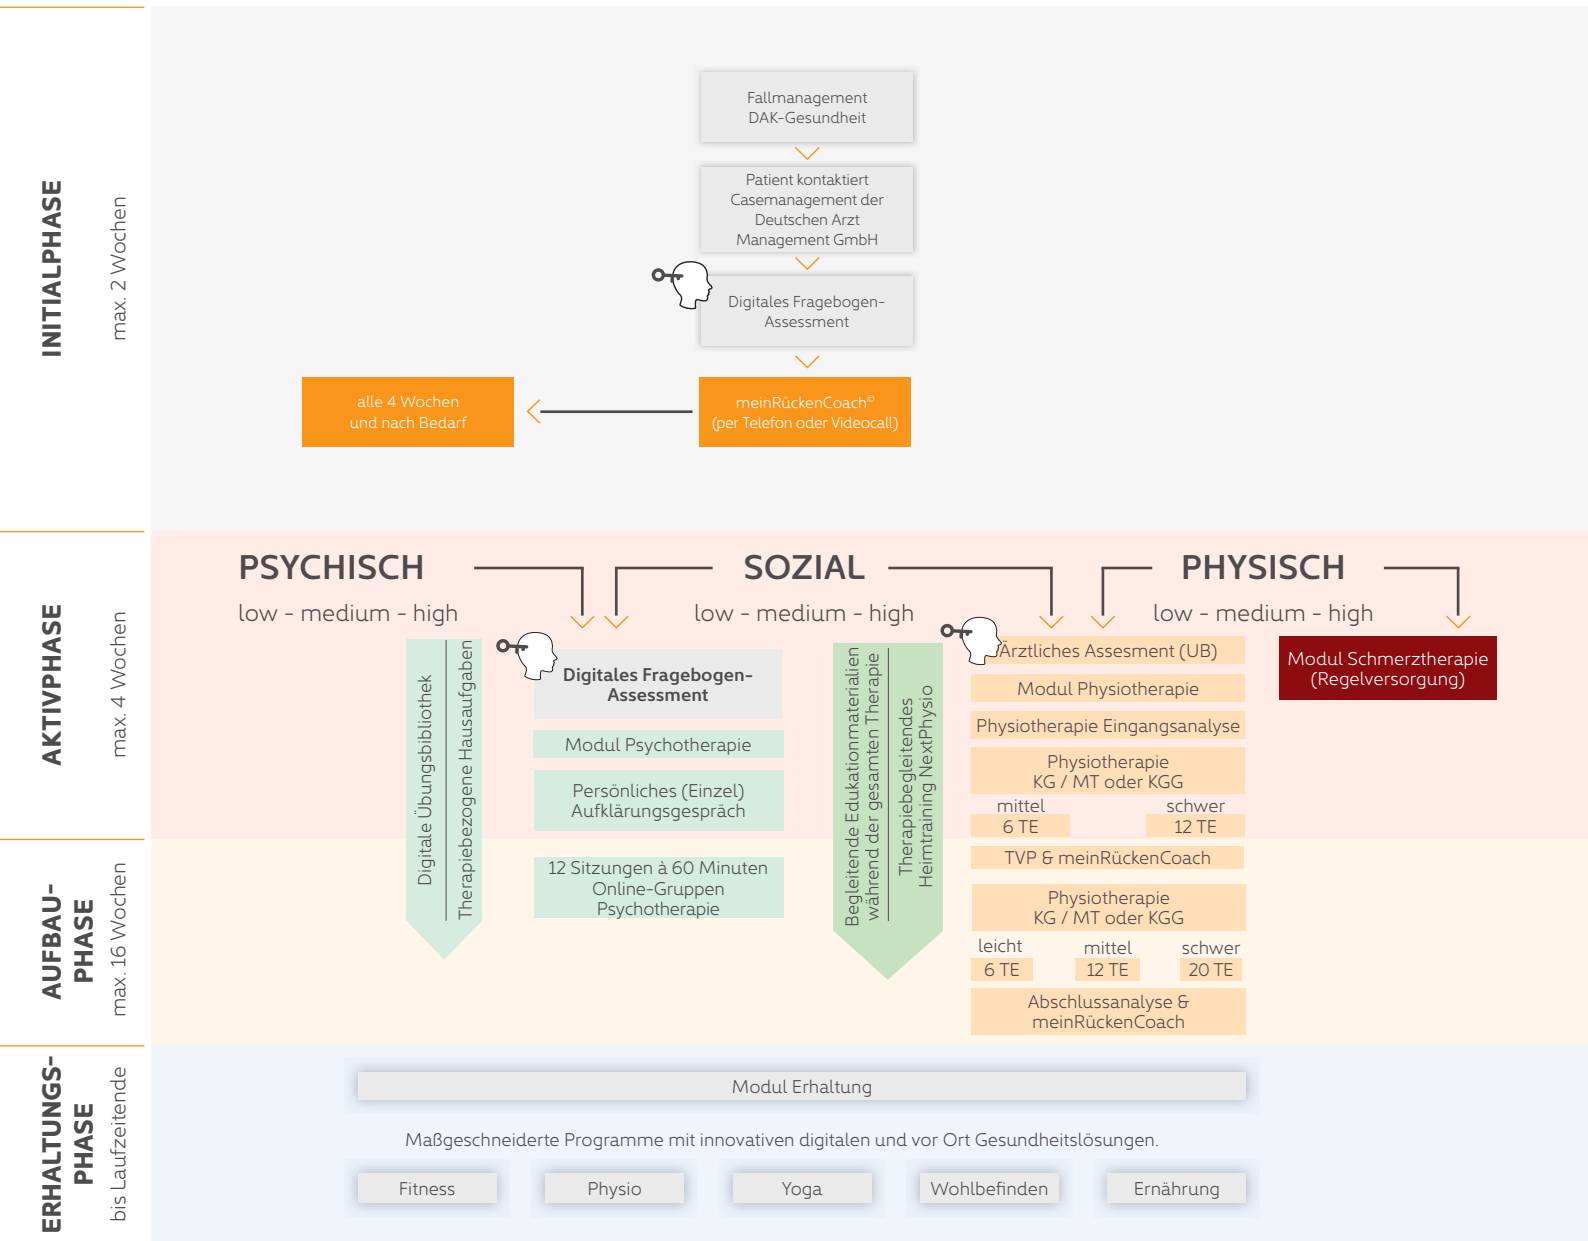 INITIALPHASE
max. 2 Wochen
Fallmanagement
DAK-Gesundheit
Patient kontaktiert
Casemanagement der
Deutschen Arzt
Management GmbH
Digitales Fragebogen-
Assessment
alle 4 Wochen
und nach Bedarf
meinRückenCoach©
(per Telefon oder Videocall)
AKTIVPHASE
max. 4 Wochen
PSYCHISCH
low - medium - high
SOZIAL
low - medium - high
PHYSISCH
low - medium - high
Digitale Übungsbibliothek
Therapiebezogene Hausaufgaben
Digitales Fragebogen-
Assessment
Modul Psychotherapie
Persönliches (Einzel)
Aufklärungsgespräch
12 Sitzungen à 60 Minuten
Online-Gruppen
Psychotherapie
Begleitende Edukationmaterialien
während der gesamten Therapie
Therapiebegleitendes
Heimtraining NextPhysio
Ärztliches Assesment (UB)
Modul Physiotherapie
Physiotherapie Eingangsanalyse
Physiotherapie
KG / MT oder KGG
mittel
schwer
6 TE
12 TE
Modul Schmerztherapie
(Regelversorgung)
AUFBAU-
PHASE
max. 16 Wochen
TVP & meinRückenCoach
Physiotherapie
KG / MT oder KGG
leicht
mittel
schwer
6 TE
12 TE
20 TE
Abschlussanalyse &
meinRückenCoach
ERHALTUNGS-
PHASE
bis Laufzeitende
Modul Erhaltung
Maßgeschneiderte Programme mit innovativen digitalen und vor Ort Gesundheitslösungen.
Fitness
Physio
Yoga
Wohlbefinden
Ernährung